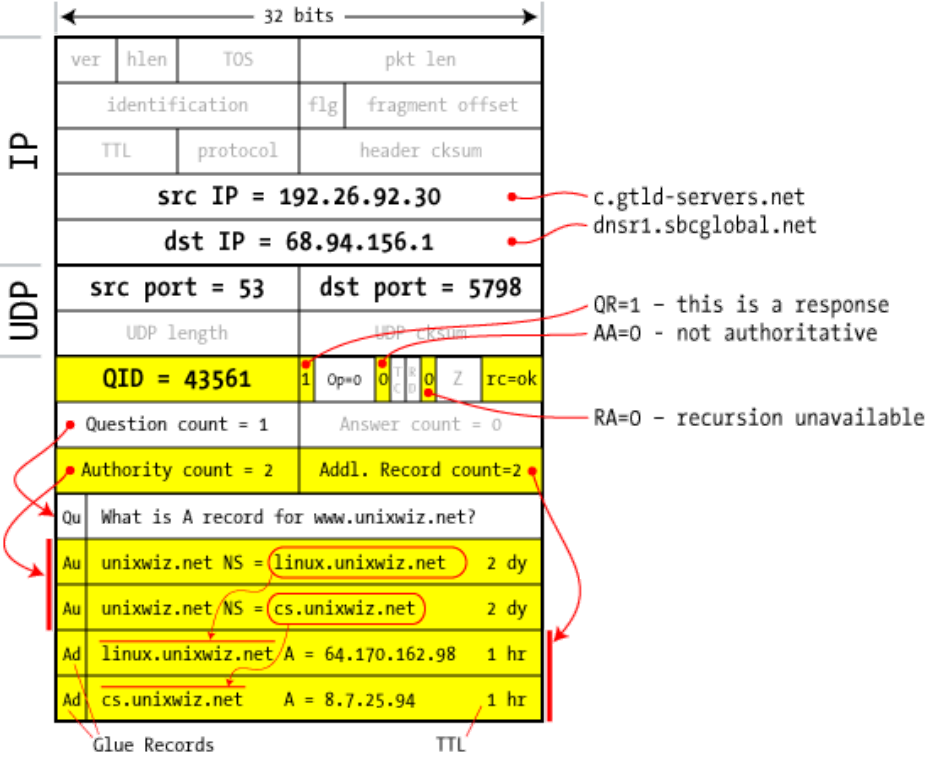 32 bits
IP
ver hlen TOS pkt len
identification flg fragment offset
TTL protocol header cksum
src IP = 192.26.92.30
c.gtld-servers.net
dst IP = 68.94.156.1
dnsr1.sbcglobal.net
UDP
src port = 53 dst port = 5798
QR=1 – this is a response
UDP length UDP cksum
AA=0 - not authoritative
QID = 43561 1 Op=0 0 TC RD 0 Z rc=ok
RA=0 – recursion unavailable
Question count = 1 Answer count = 0
Authority count = 2 Addl. Record count=2
Qu What is A record for www.unixwiz.net?
Au unixwiz.net NS = linux.unixwiz.net 2 dy
Au unixwiz.net NS = cs.unixwiz.net 2 dy
Ad linux.unixwiz.net A = 64.170.162.98 1 hr
Ad cs.unixwiz.net A = 8.7.25.94 1 hr
Glue Records TTL